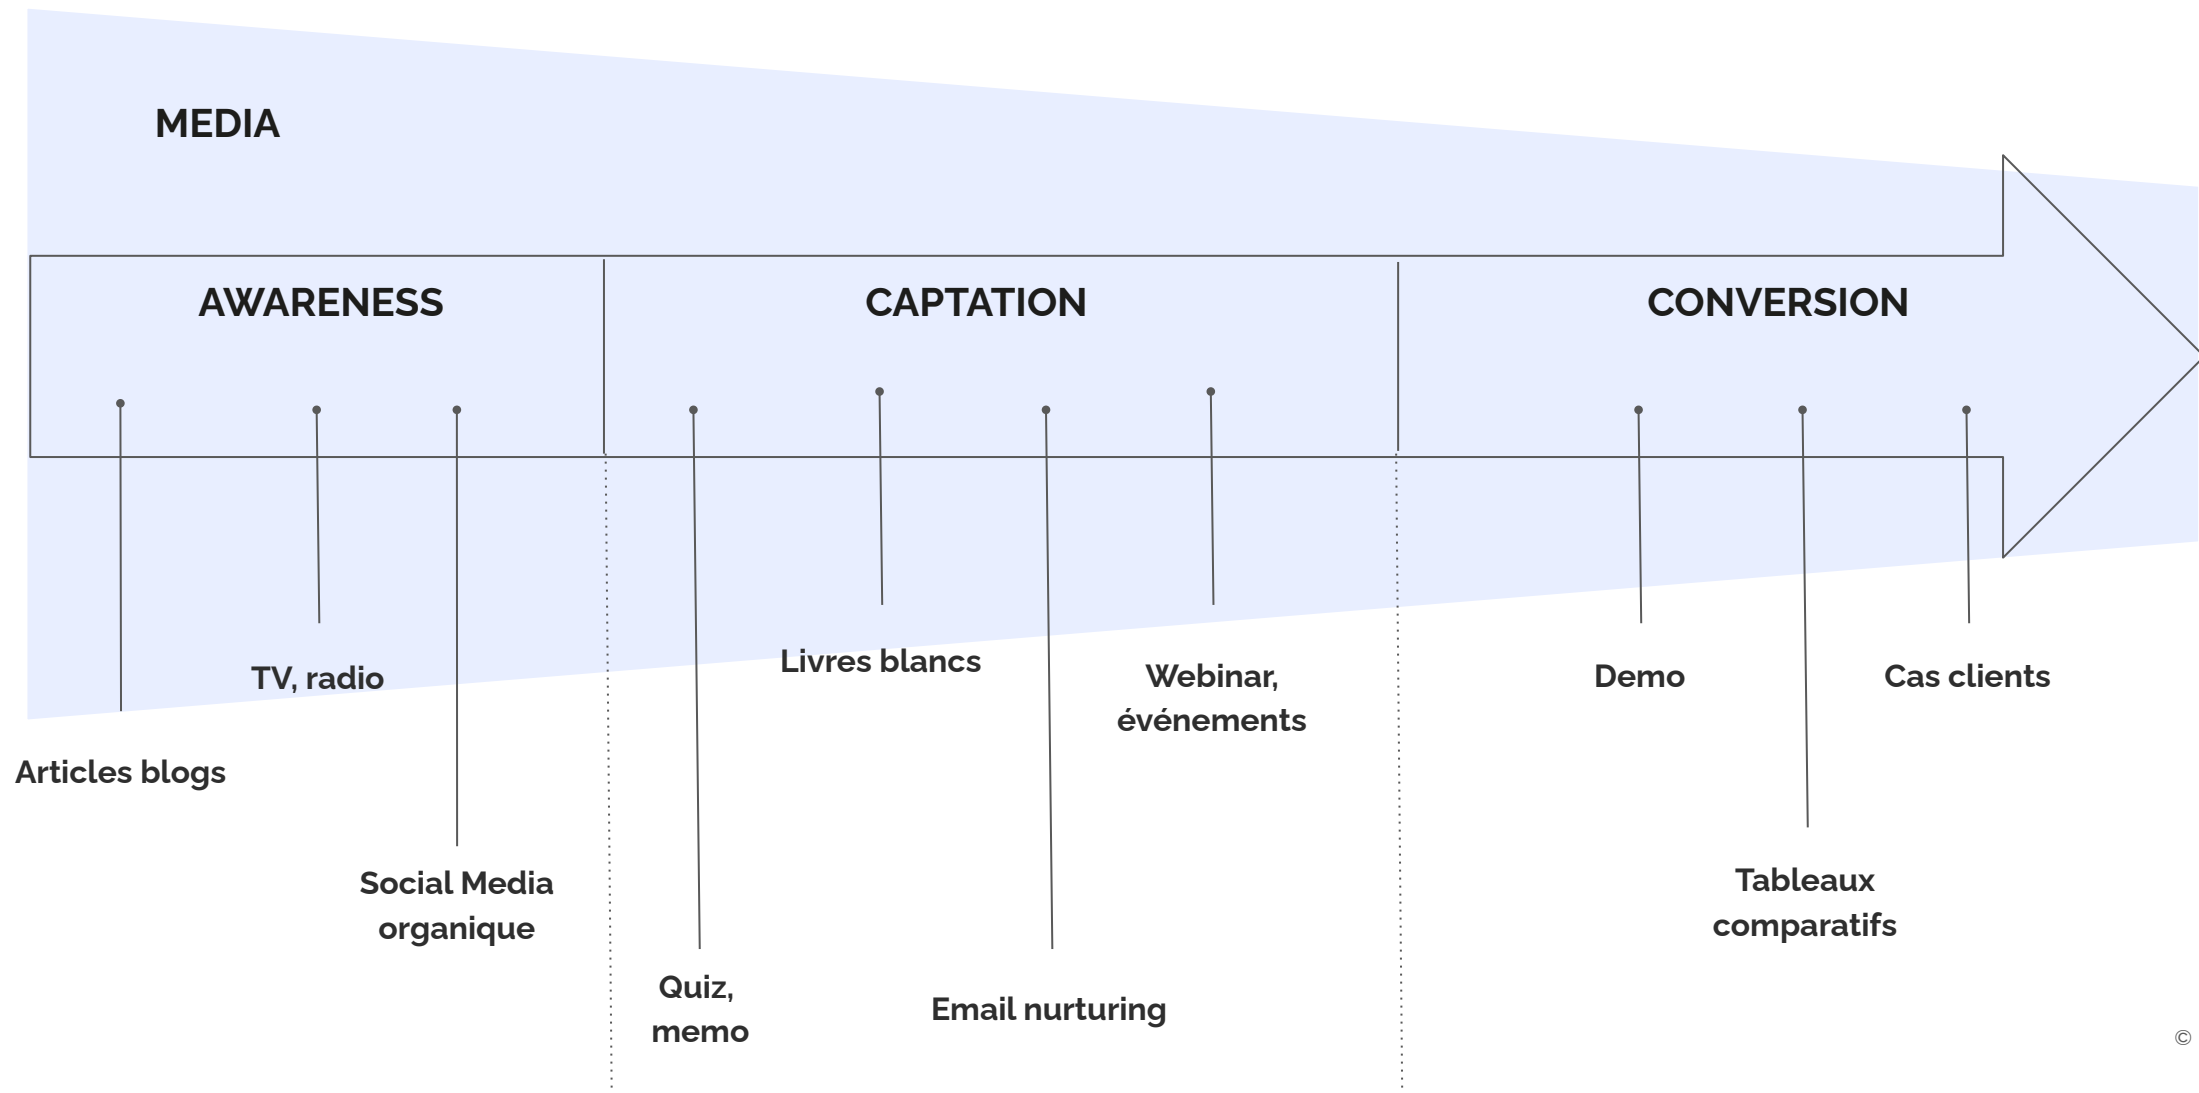 MEDIA
AWARENESS
CAPTATION
CONVERSION
Articles blogs
TV, radio
Social Media
organique
Quiz,
memo
Livres blancs
Email nurturing
Webinar,
événements
Demo
Tableaux
comparatifs
Cas clients
©